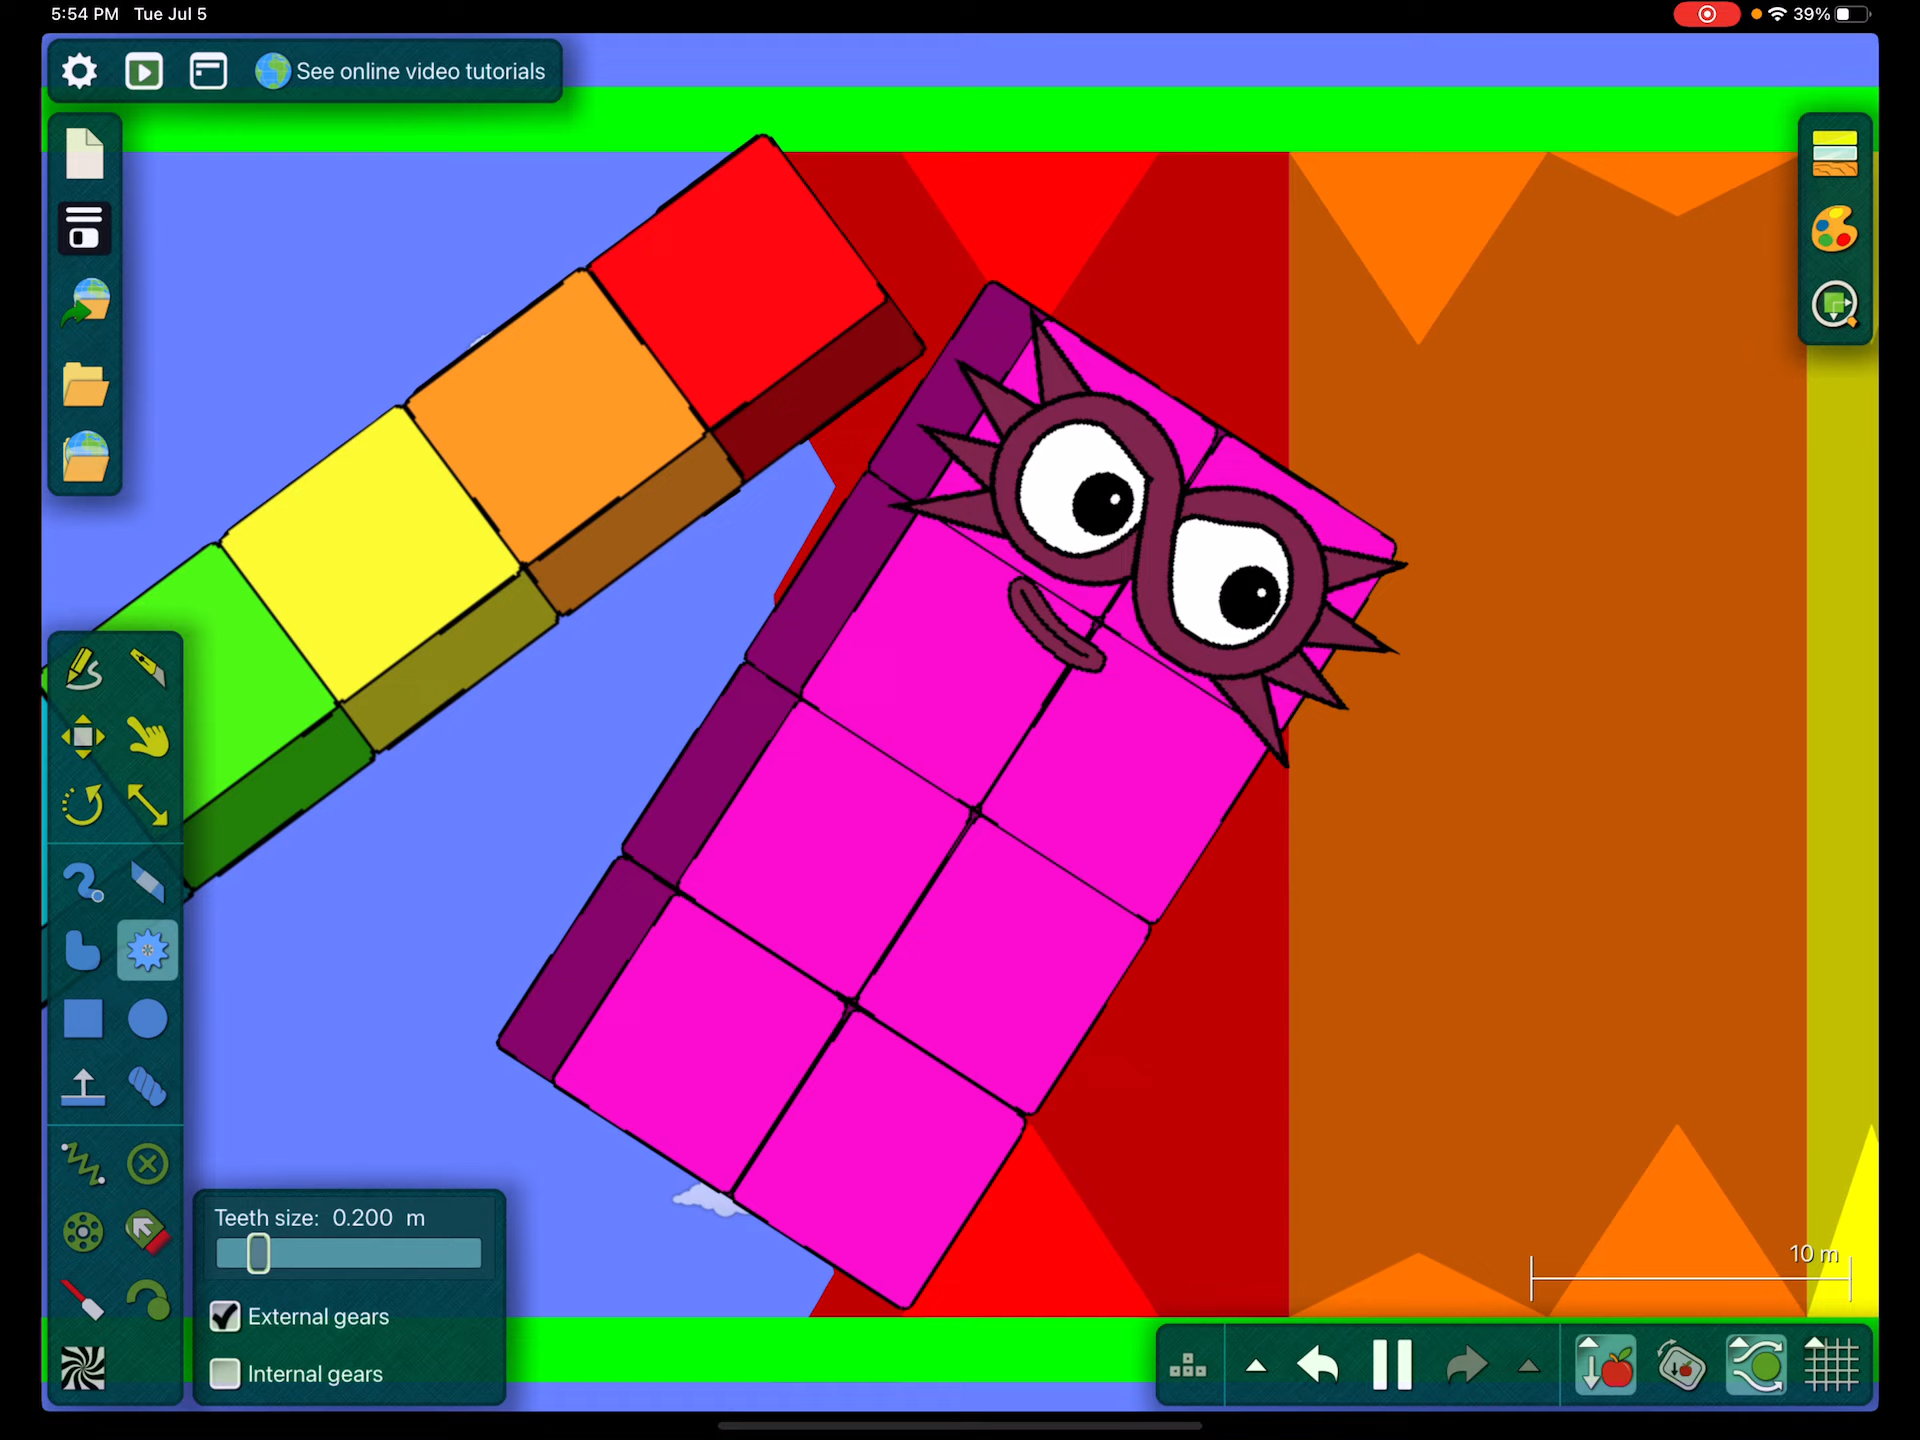 5:54 PM Tue Jul 5
39%
See online video tutorials
Teeth size: 0.200 m
External gears
Internal gears
10 m